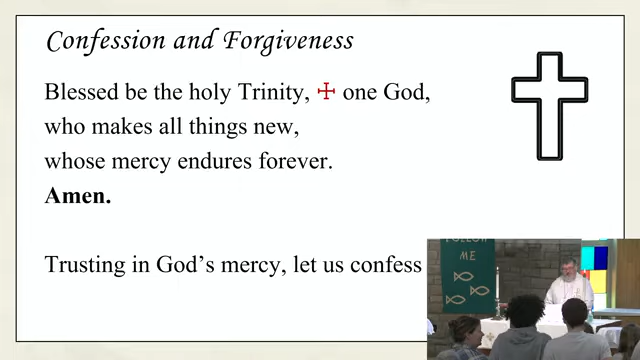 Confession and Forgiveness
Blessed be the holy Trinity, ☩ one God,
who makes all things new,
whose mercy endures forever.
Amen.
Trusting in God’s mercy, let us confess
FOLLOW
ME